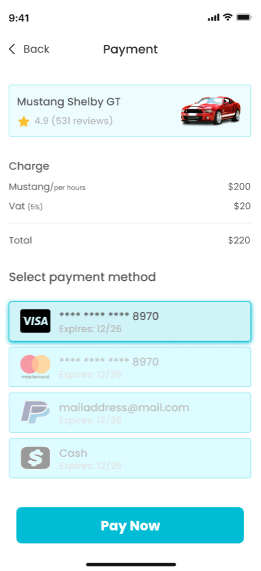 9:41
Back
Payment
Mustang Shelby GT
4.9 (531 reviews)
Charge
Mustang/per hours $200
Vat (5%) $20
Total $220
Select payment method
VISA
**** **** **** 8970
Expires: 12/26
mastercard
**** **** **** 8970
Expires: 12/26
mailaddress@mail.com
Expires: 12/26
Cash
Expires: 12/26
Pay Now